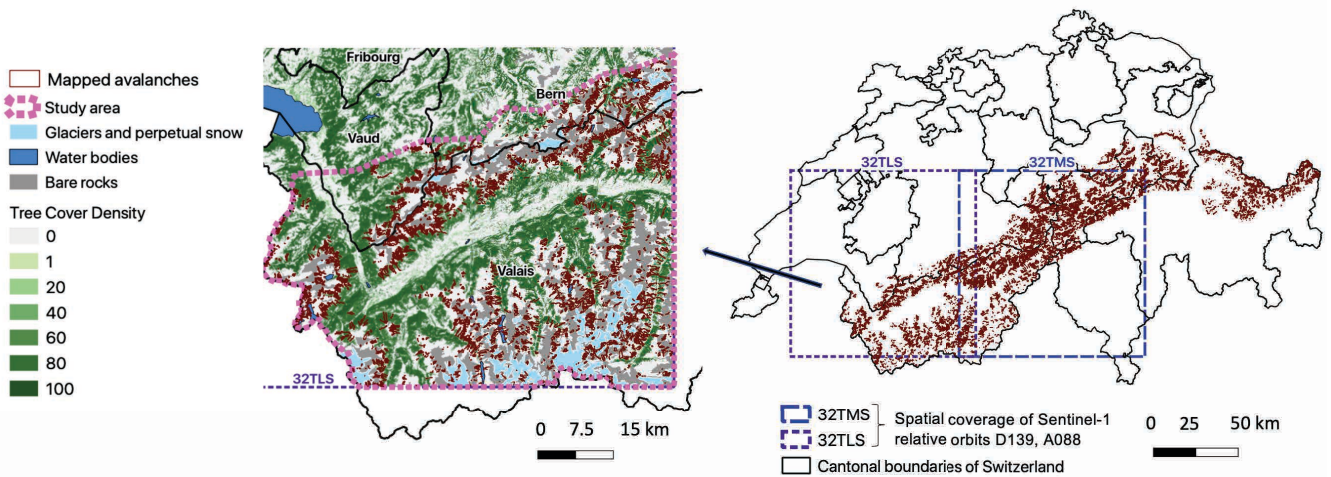 Mapped avalanches
Study area
Glaciers and perpetual snow
Water bodies
Bare rocks
Tree Cover Density
0
1
20
40
60
80
100
Fribourg
Bern
Vaud
Valais
32TLS
0 7.5 15 km
32TLS
32TMS
32TMS
32TLS
Spatial coverage of Sentinel-1
relative orbits D139, A088
Cantonal boundaries of Switzerland
0 25 50 km